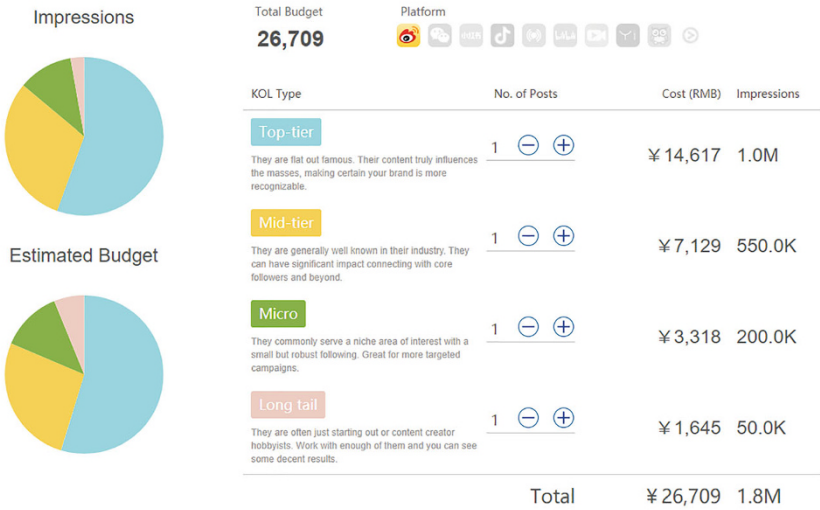 Impressions
Estimated Budget
Total Budget
26,709
Platform
KOL Type
No. of Posts
Cost (RMB)
Impressions
Top-tier
They are flat out famous. Their content truly influences
the masses, making certain your brand is more
recognizable.
1
¥14,617
1.0M
Mid-tier
They are generally well known in their industry. They
can have significant impact connecting with core
followers and beyond.
1
¥7,129
550.0K
Micro
They commonly serve a niche area of interest with a
small but robust following. Great for more targeted
campaigns.
1
¥3,318
200.0K
Long tail
They are often just starting out or content creator
hobbyists. Work with enough of them and you can see
some decent results.
1
¥1,645
50.0K
Total
¥26,709
1.8M